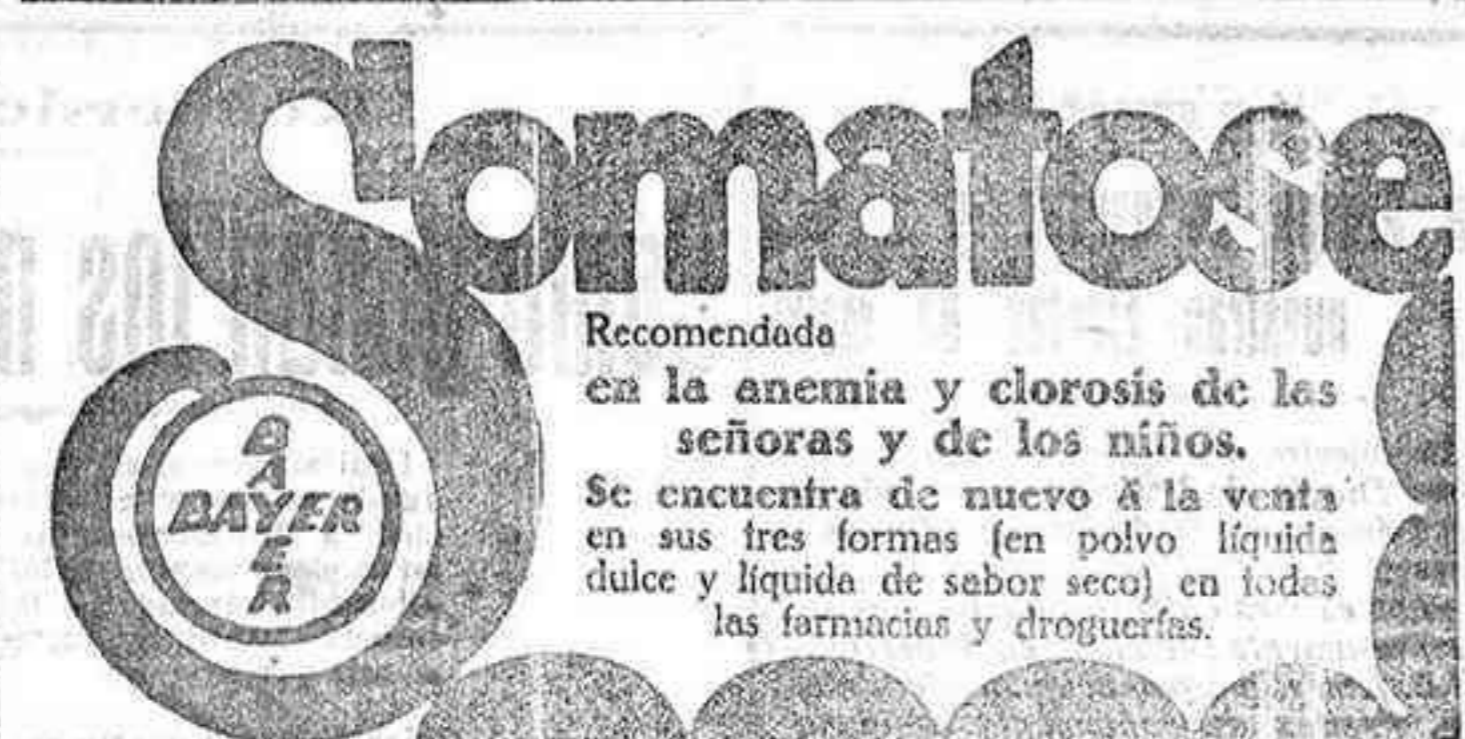 Somatose
Recomendada
en la anemia y clorosis de las
señoras y de los niños.
Se encuentra de nuevo á la venta
en sus tres formas (en polvo líquida
dulce y líquida de sabor seco) en todas
las farmacias y droguerías.
BAYER
BAYER